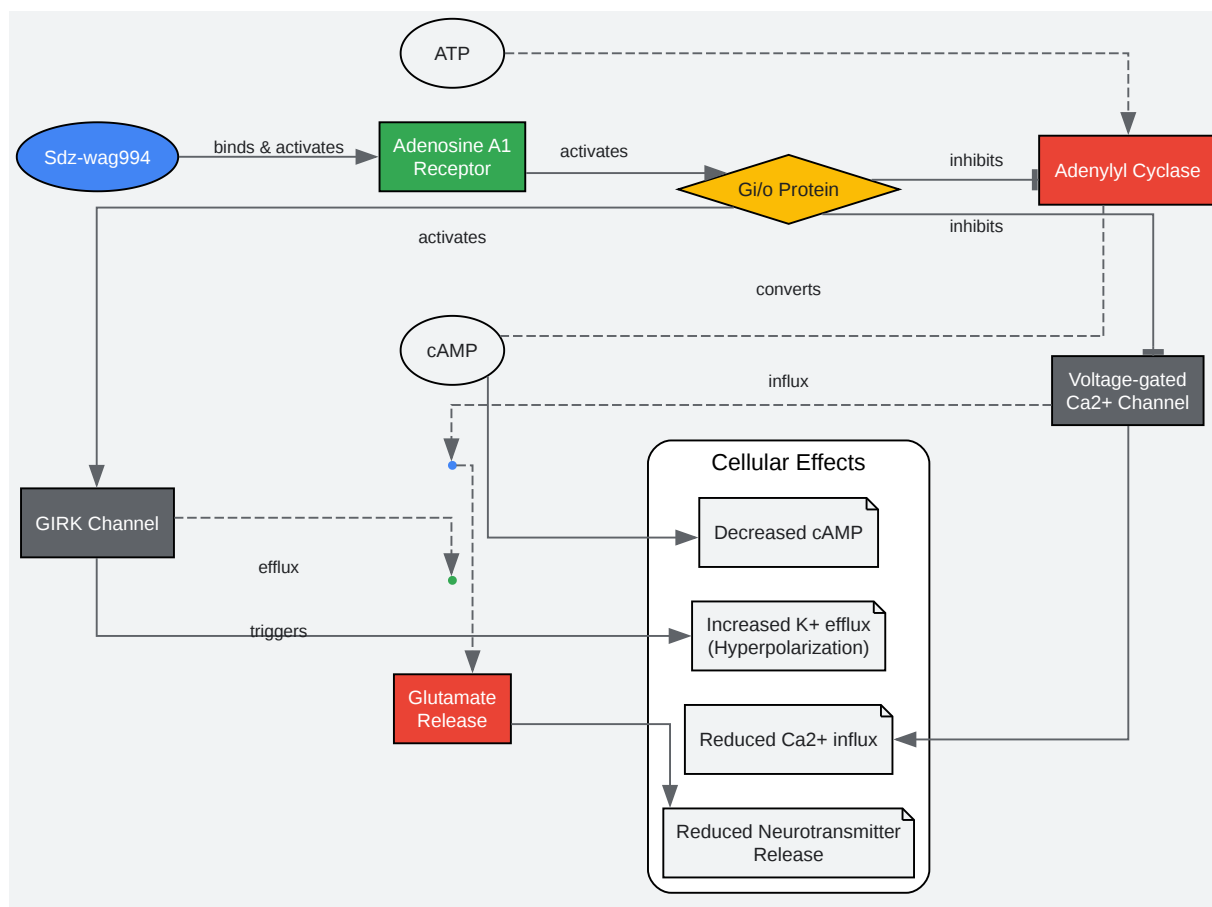 ATP
Sdz-wag994
binds & activates
Adenosine A1
Receptor
activates
Gi/o Protein
inhibits
Adenylyl Cyclase
activates
inhibits
converts
cAMP
influx
Voltage-gated
Ca2+ Channel
Cellular Effects
GIRK Channel
Decreased cAMP
efflux
triggers
Increased K+ efflux
(Hyperpolarization)
Glutamate
Release
Reduced Ca2+ influx
Reduced Neurotransmitter
Release